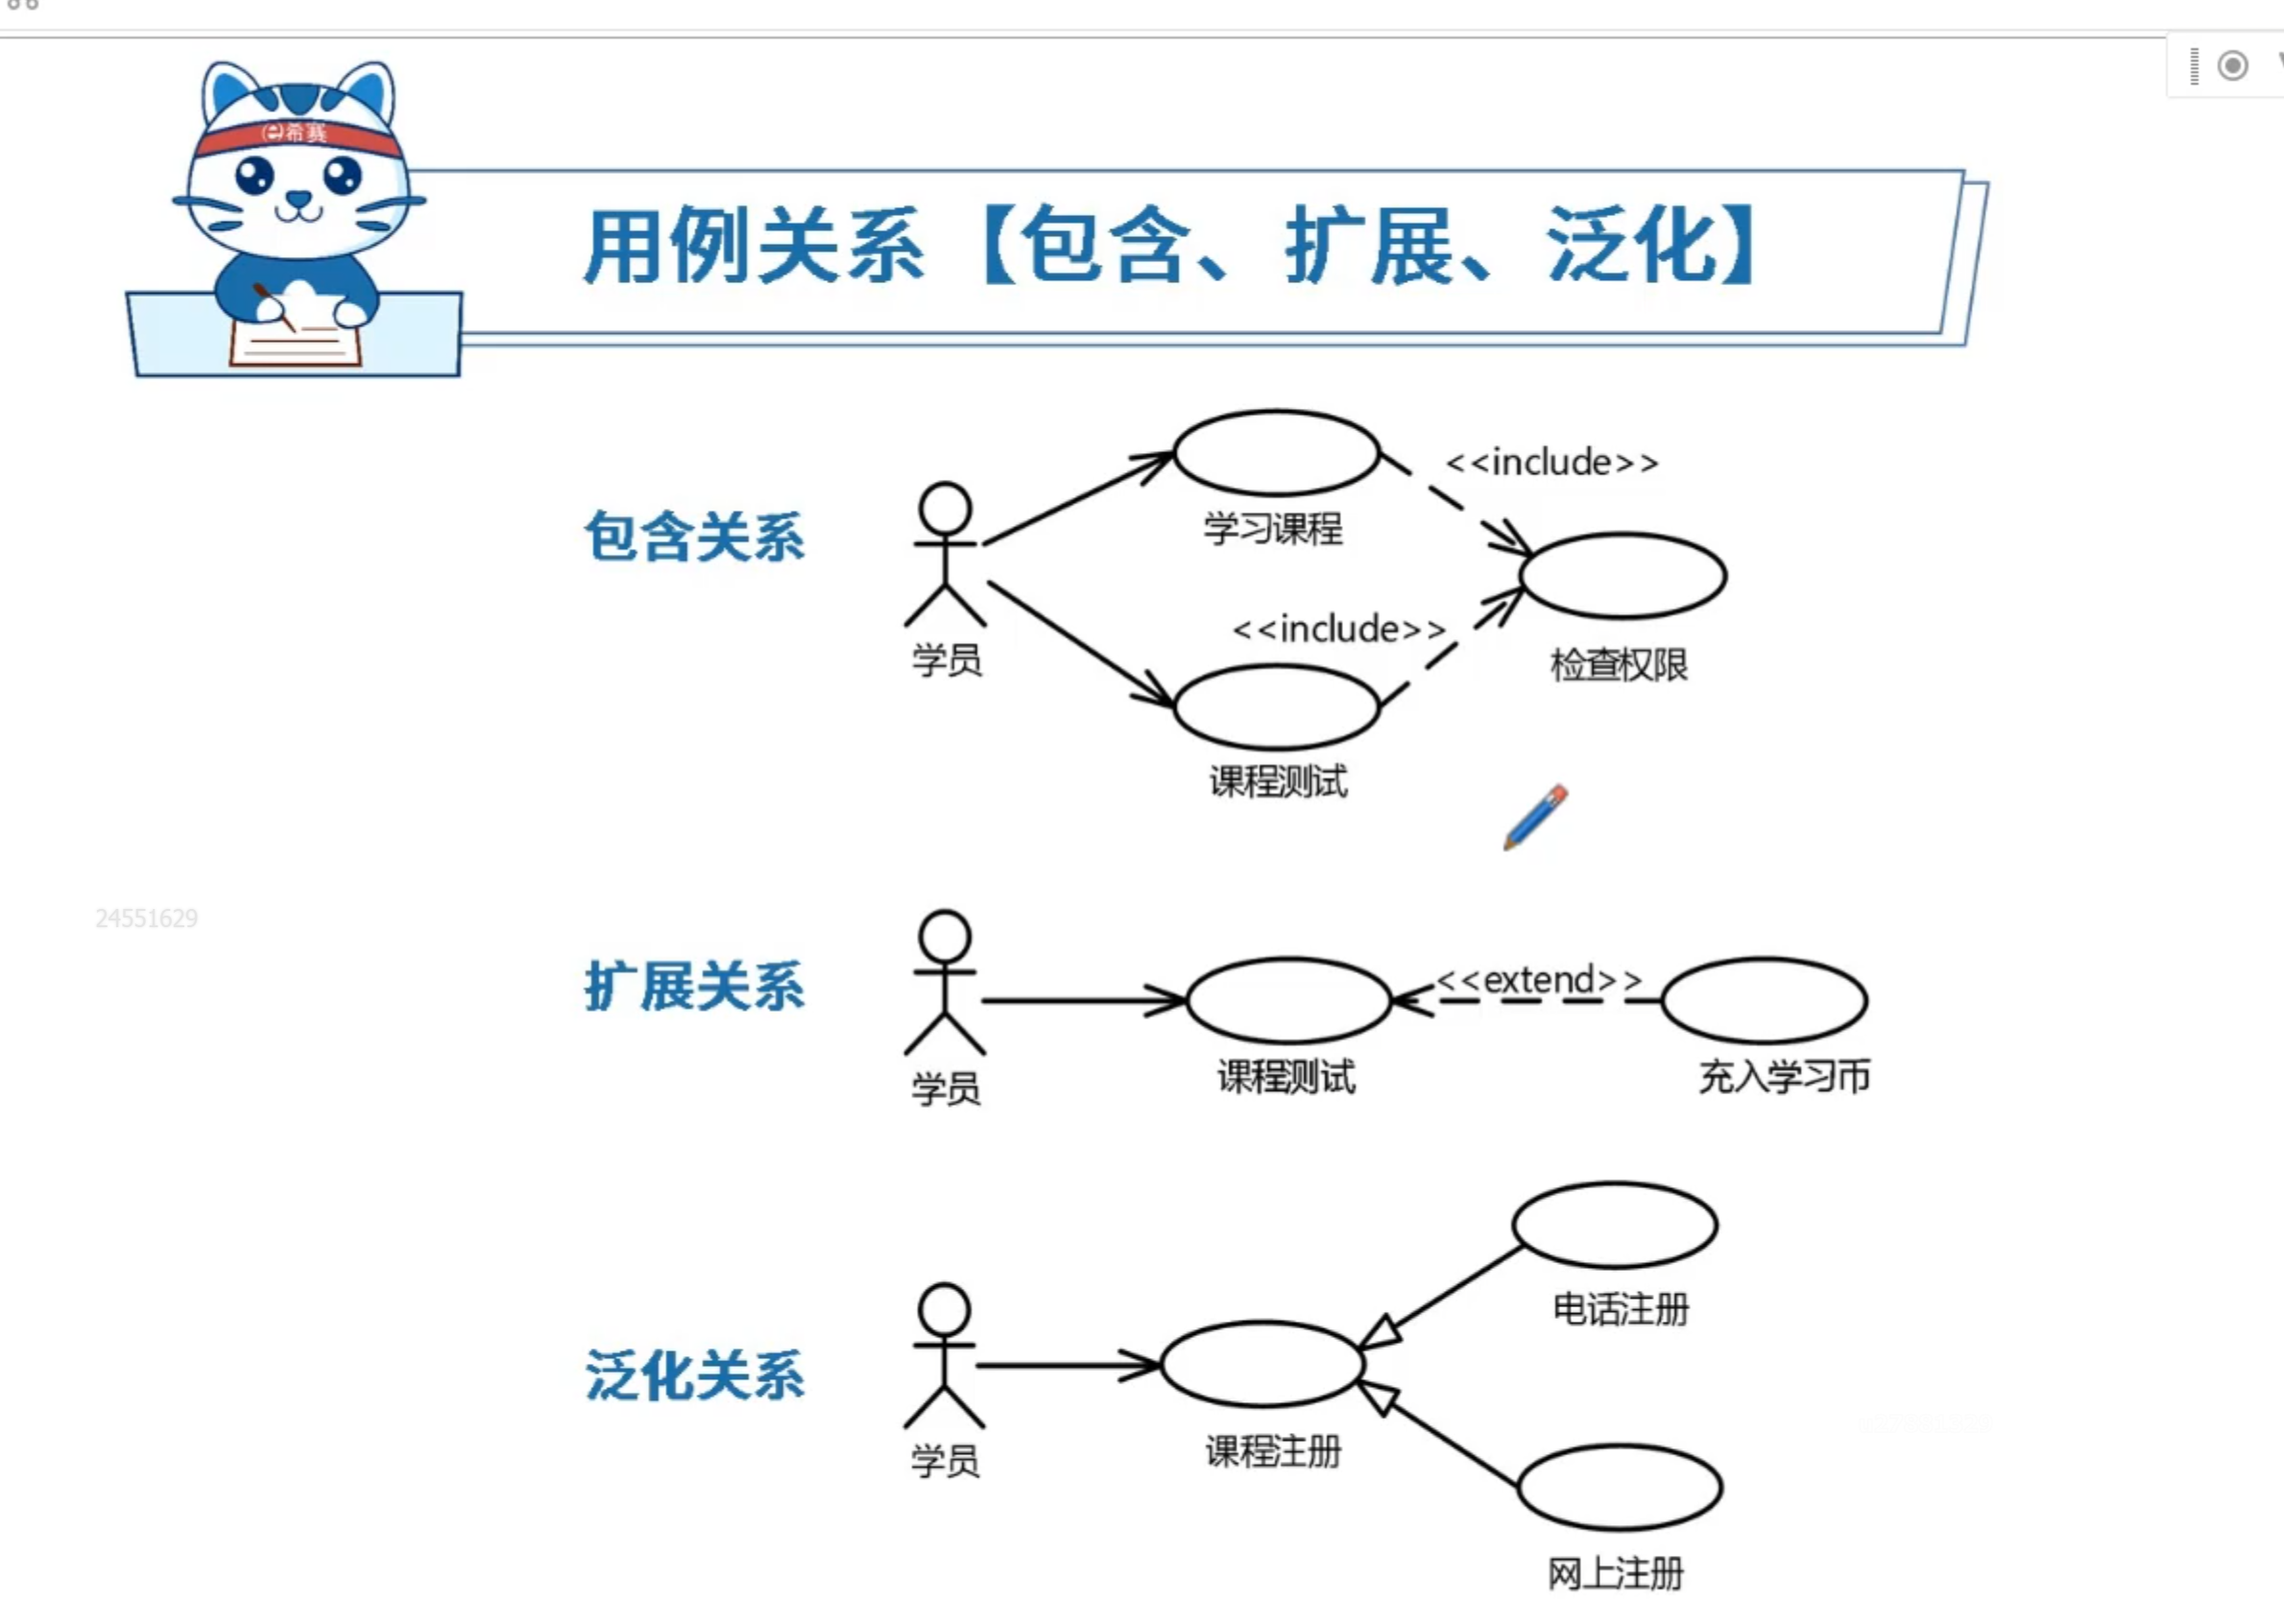 希赛
用例关系【包含、扩展、泛化】
包含关系
学员
学习课程
<<include>>
<<include>>
检查权限
课程测试
24551629
扩展关系
学员
课程测试
<<extend>>
充入学习币
泛化关系
学员
课程注册
电话注册
网上注册